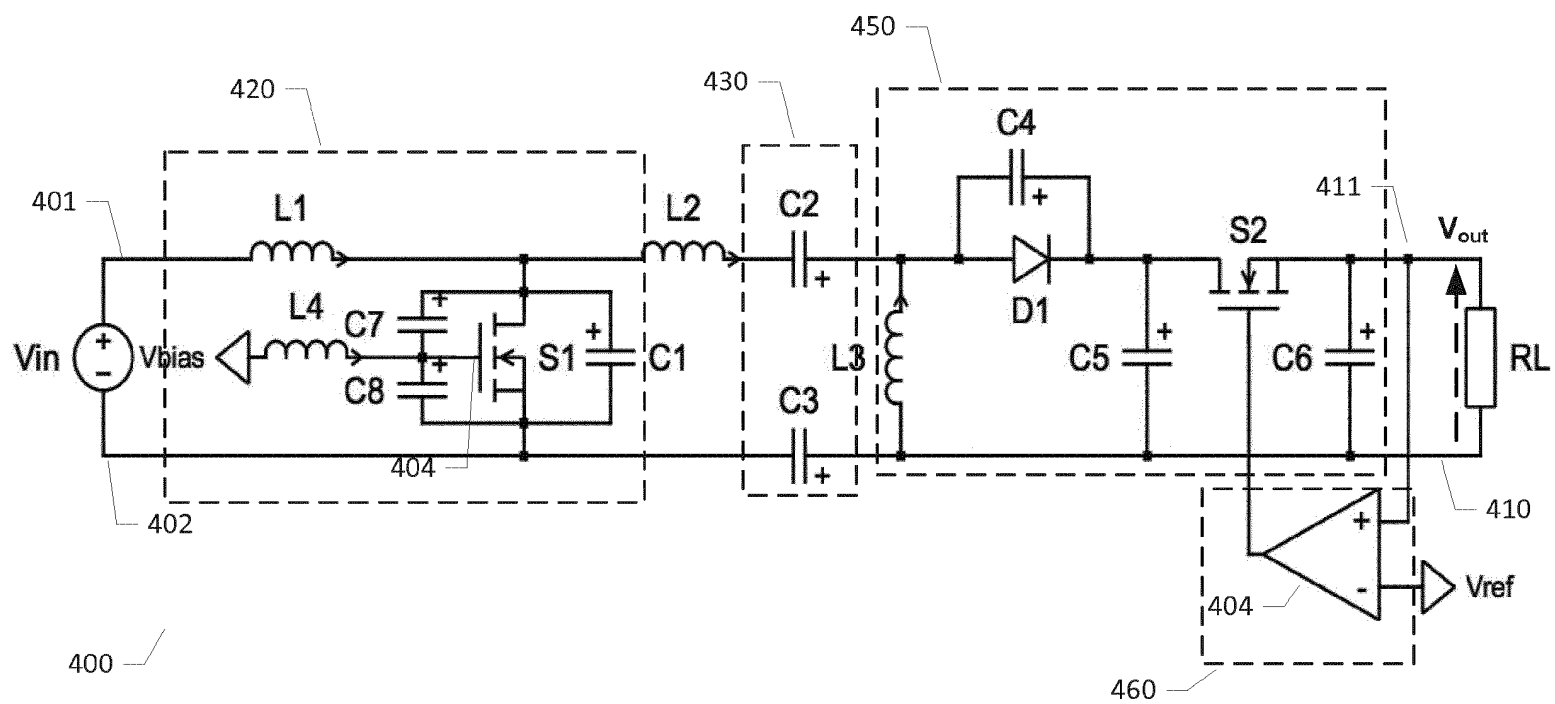 450
420
430
C4
401
L1
L2
C2
411
Vout
S2
D1
L4
C7
+
+
Vin
+
-
Vbias
C8
+
S1
+
C1
L3
C5
+
C6
+
RL
C3
404
+
402
+
-
410
404
Vref
400
460
+